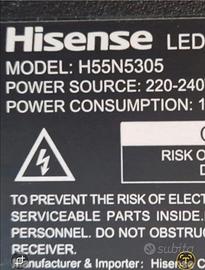 Hisense LED
MODEL: H55N5305
POWER SOURCE: 220-240
POWER CONSUMPTION: 1
RISK O
TO PREVENT THE RISK OF ELECT
SERVICEABLE PARTS INSIDE.
PERSONNEL. DO NOT OBSTRUC
RECEIVER.
Manufacturer & Importer: Hisense C
subito